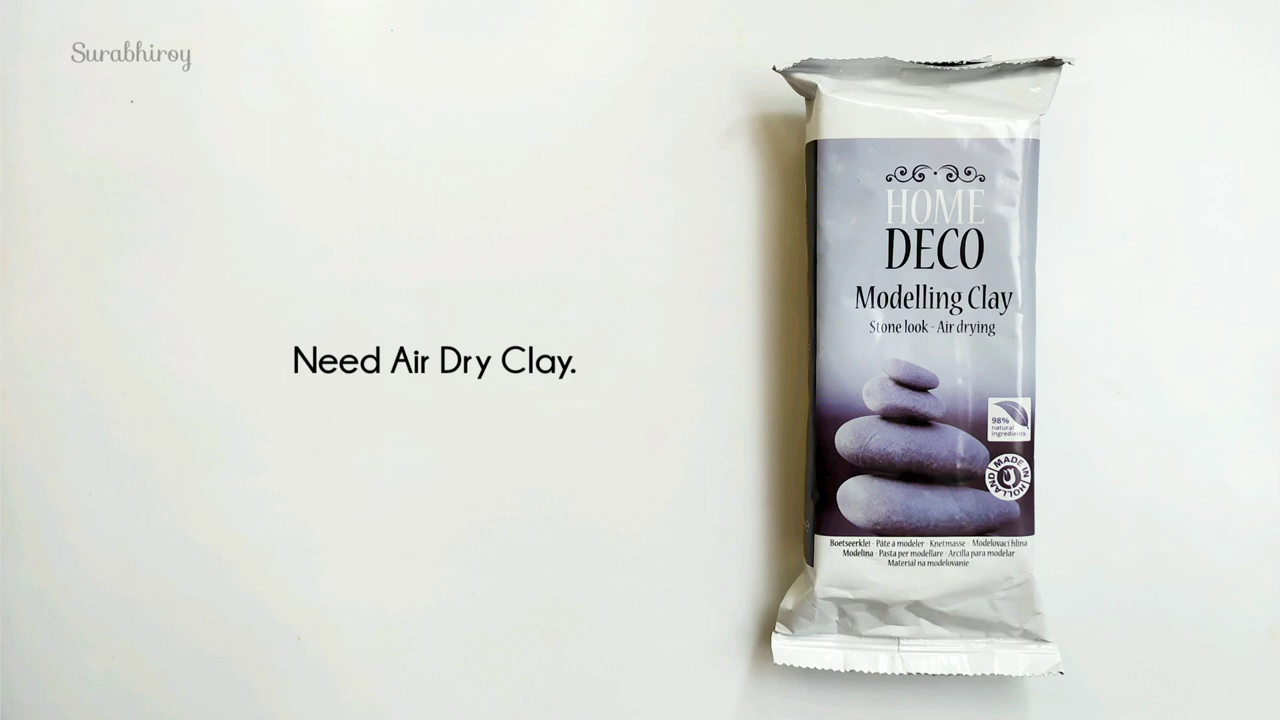 Surabhiroy
Need Air Dry Clay.
HOME
DECO
Modelling Clay
Stone look - Air drying
98%
natural
ingredients
MADE IN HOLLAND
Boetseerklei - Pâte à modeler - Knetmasse - Modelovací hlína
Modelina - Pasta per modellare - Arcilla para modelar
Materiál na modelovanie